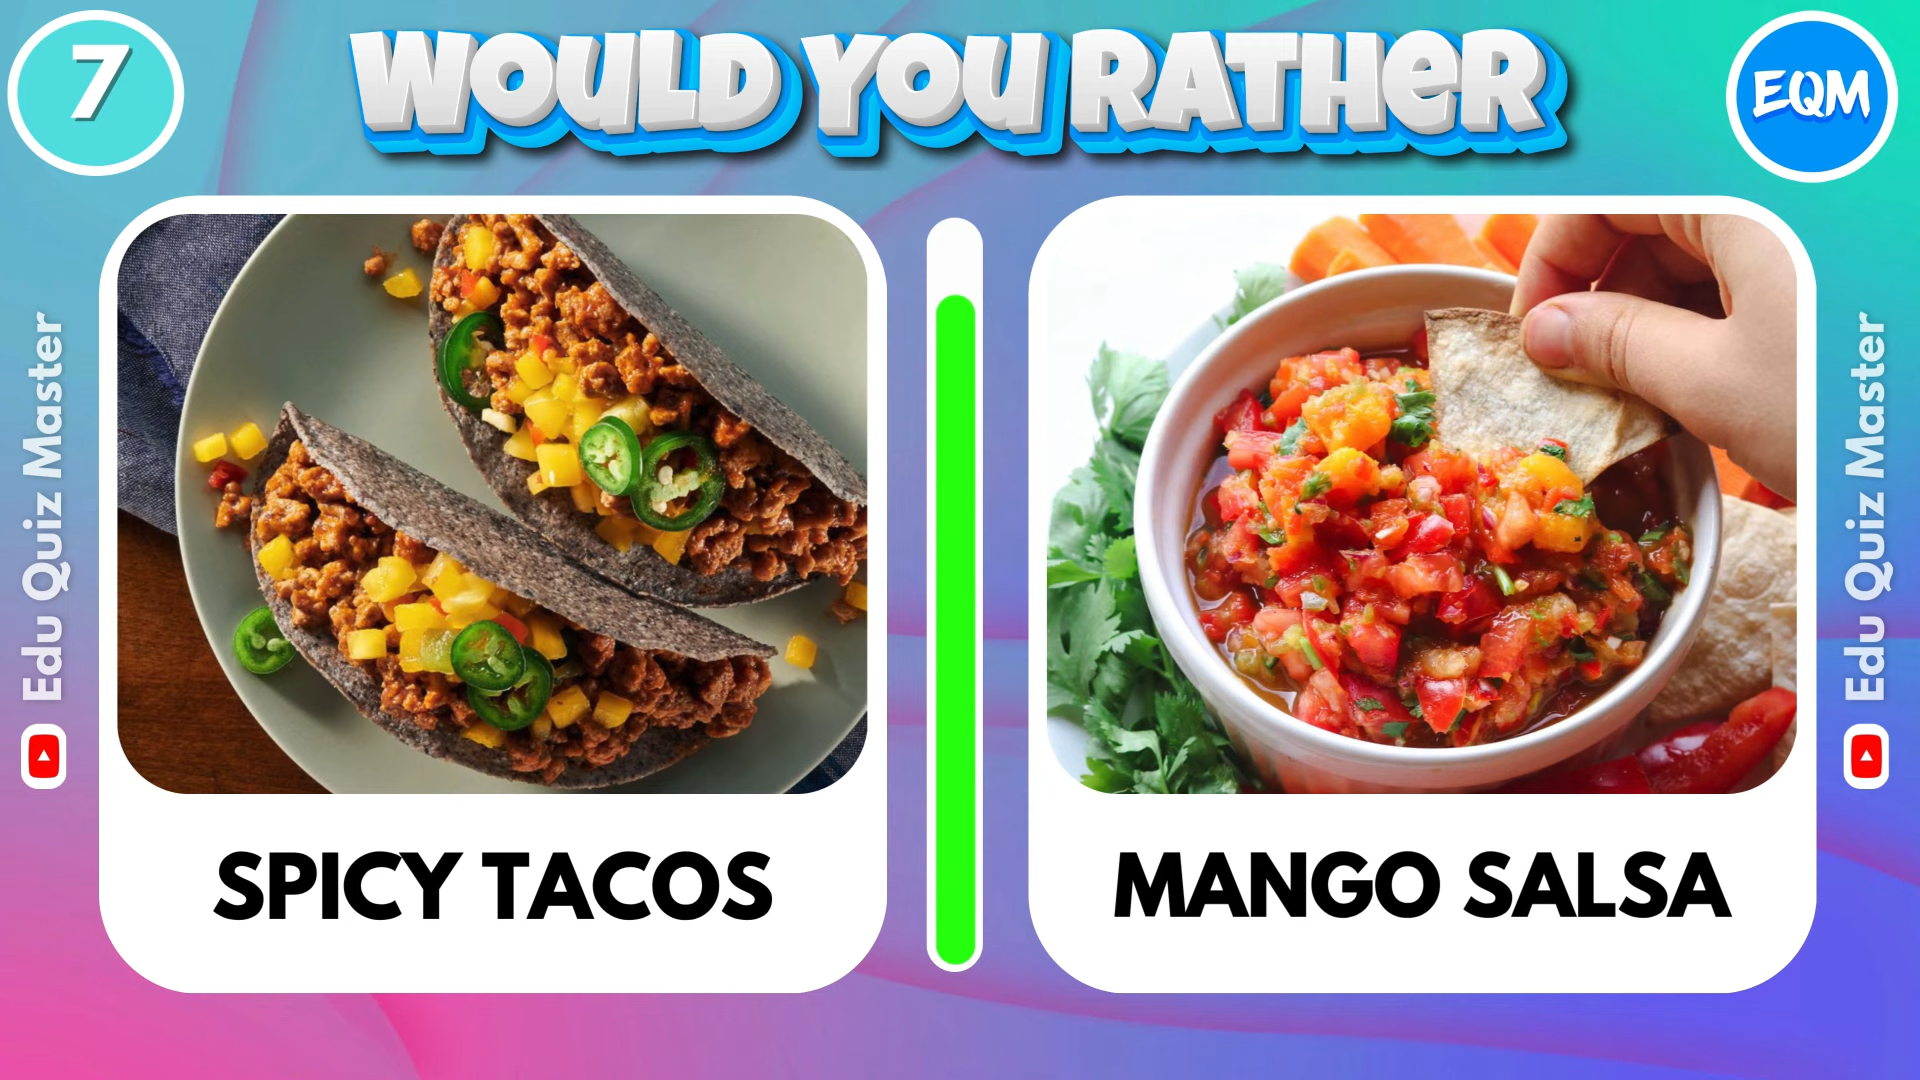 7
WOULD YOU RATHER
EQM
Edu Quiz Master
Edu Quiz Master
SPICY TACOS
MANGO SALSA